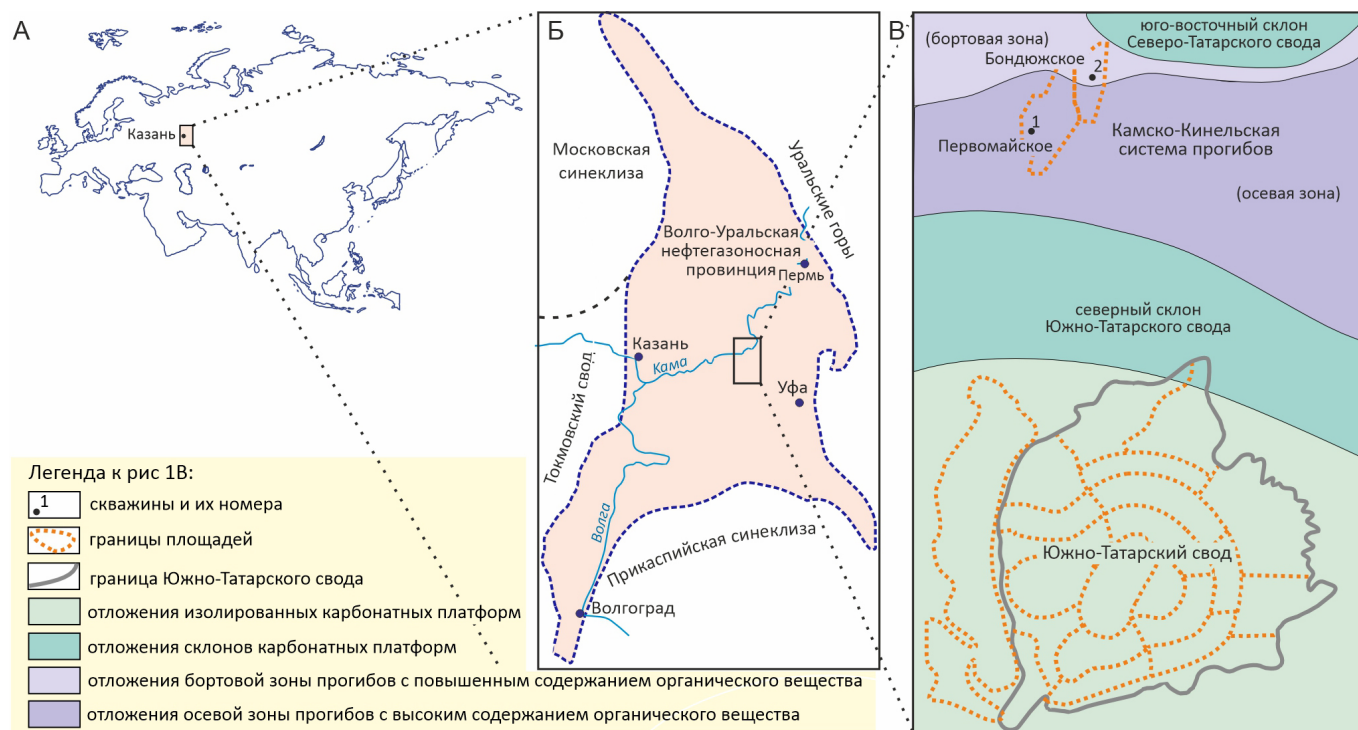 А
Казань
Легенда к рис 1В:
1
скважины и их номера
границы площадей
граница Южно-Татарского свода
отложения изолированных карбонатных платформ
отложения склонов карбонатных платформ
отложения бортовой зоны прогибов с повышенным содержанием органического вещества
отложения осевой зоны прогибов с высоким содержанием органического вещества
Б
Московская
синеклиза
Уральские горы
Волго-Уральская
нефтегазоносная
провинция
Пермь
Казань
Кама
Уфа
Токмовский свод
Волга
Прикаспийская синеклиза
Волгоград
В
юго-восточный склон
Северо-Татарского свода
(бортовая зона)
Бондюжское
2
1
Первомайское
Камско-Кинельская
система прогибов
(осевая зона)
северный склон
Южно-Татарского свода
Южно-Татарский свод